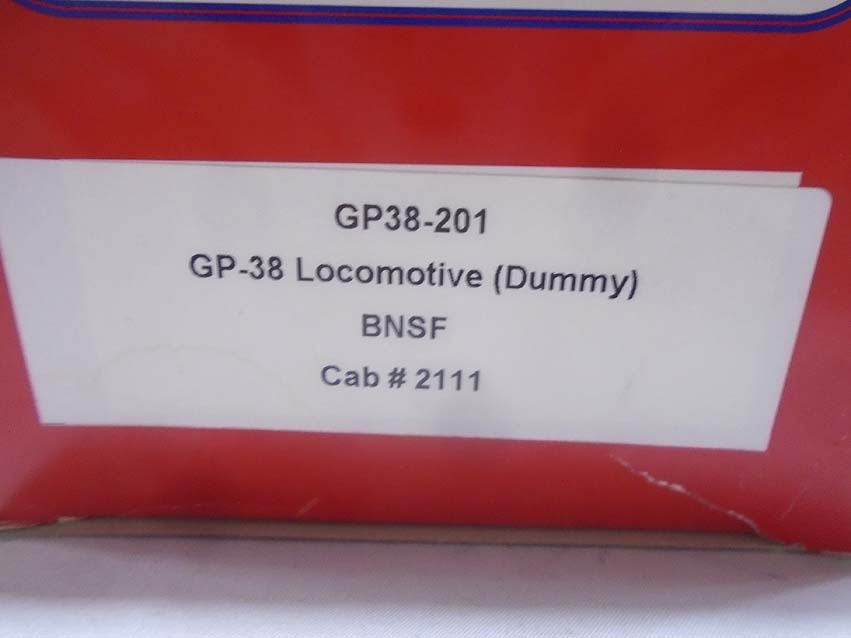 GP38-201
GP-38 Locomotive (Dummy)
BNSF
Cab # 2111